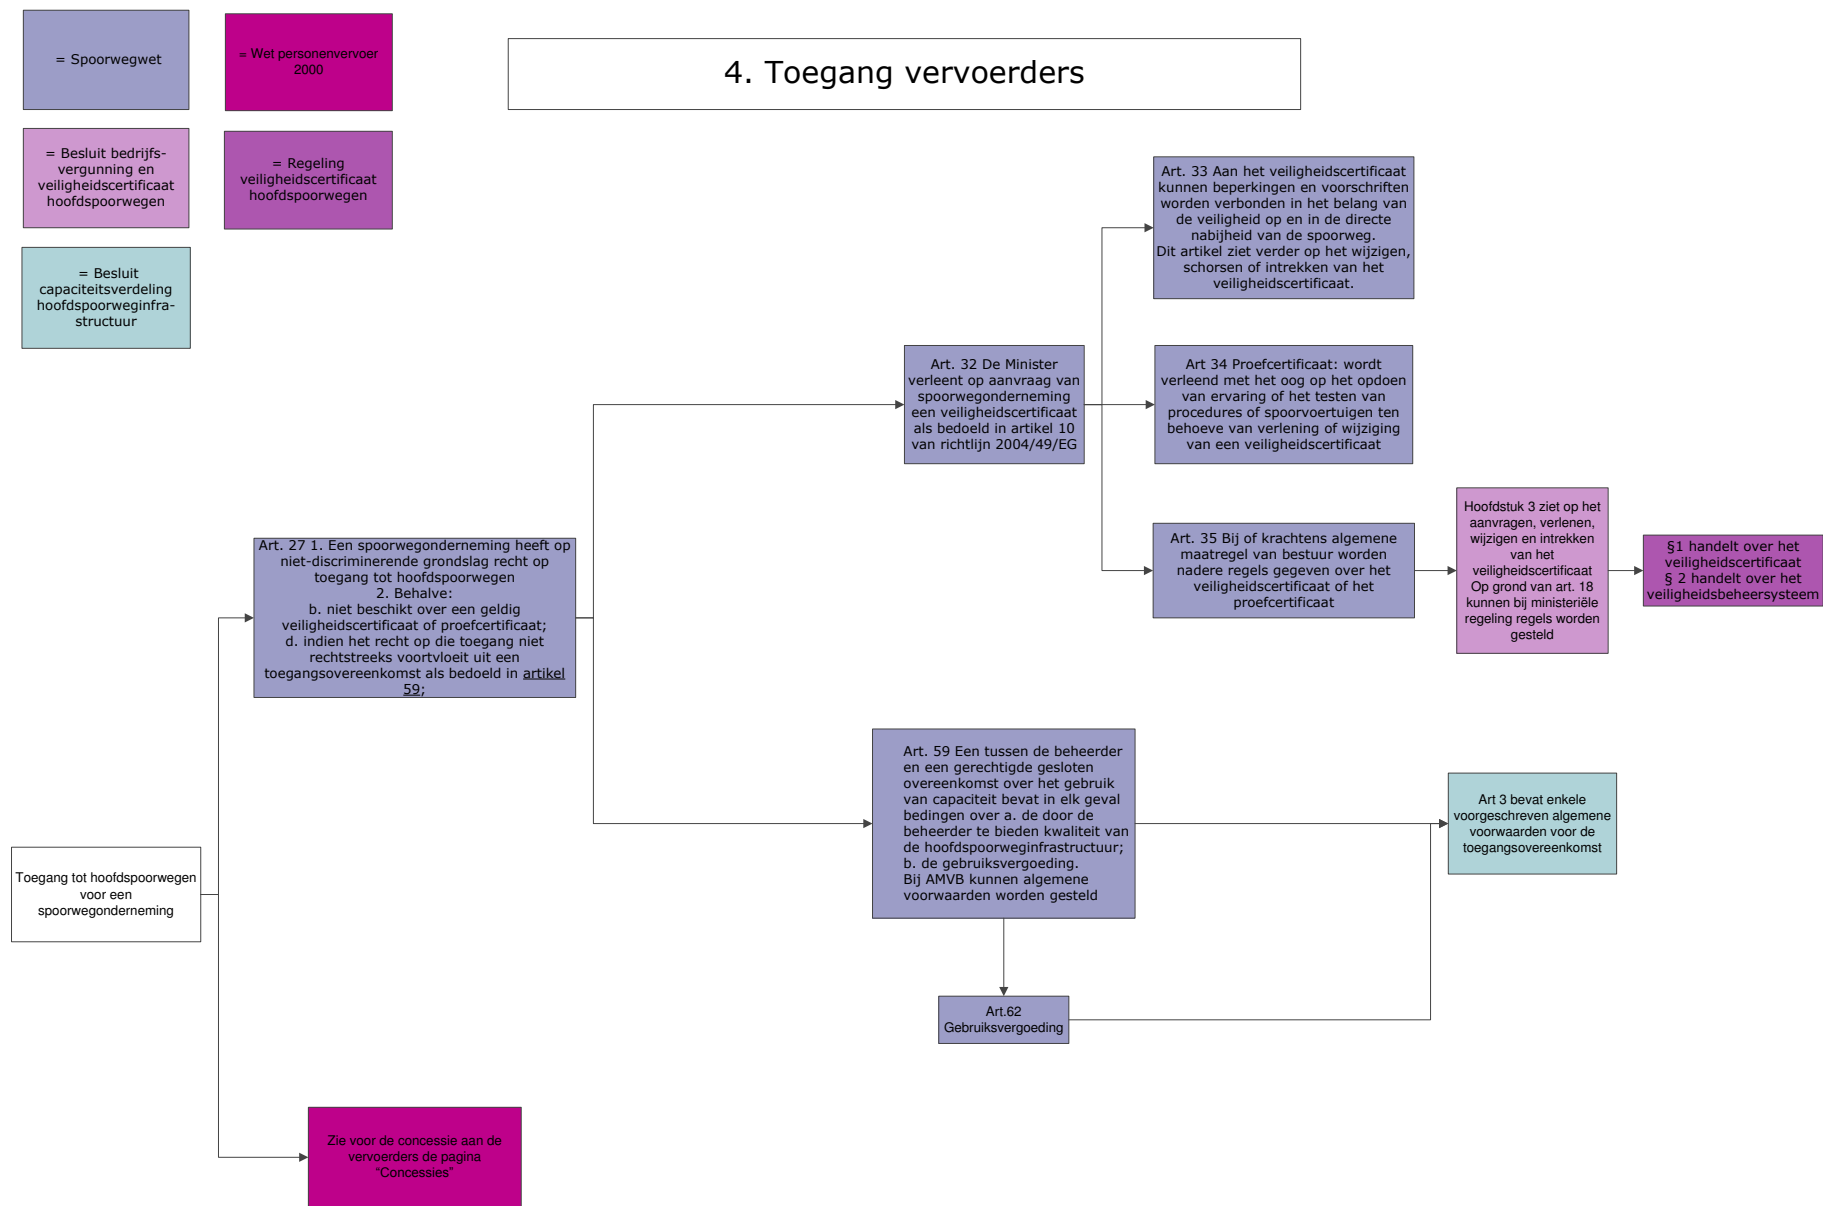 = Spoorwegwet
= Wet personenvervoer
2000
4. Toegang vervoerders
= Besluit bedrijfs-
vergunning en
veiligheidscertificaat
hoofdspoorwegen
= Regeling
veiligheidscertificaat
hoofdspoorwegen
= Besluit
capaciteitsverdeling
hoofdspoorweginfra-
structuur
Art. 33 Aan het veiligheidscertificaat
kunnen beperkingen en voorschriften
worden verbonden in het belang van
de veiligheid op en in de directe
nabijheid van de spoorweg.
Dit artikel ziet verder op het wijzigen,
schorsen of intrekken van het
veiligheidscertificaat.
Art. 32 De Minister
verleent op aanvraag van
spoorwegonderneming
een veiligheidscertificaat
als bedoeld in artikel 10
van richtlijn 2004/49/EG
Art 34 Proefcertificaat: wordt
verleend met het oog op het opdoen
van ervaring of het testen van
procedures of spoorvoertuigen ten
behoeve van verlening of wijziging
van een veiligheidscertificaat
Art. 35 Bij of krachtens algemene
maatregel van bestuur worden
nadere regels gegeven over het
veiligheidscertificaat of het
proefcertificaat
Hoofdstuk 3 ziet op het
aanvragen, verlenen,
wijzigen en intrekken
van het
veiligheidscertificaat
Op grond van art. 18
kunnen bij ministeriële
regeling regels worden
gesteld
§1 handelt over het
veiligheidscertificaat
§ 2 handelt over het
veiligheidsbeheersysteem
Art. 27 1. Een spoorwegonderneming heeft op
niet-discriminerende grondslag recht op
toegang tot hoofdspoorwegen
2. Behalve:
b. niet beschikt over een geldig
veiligheidscertificaat of proefcertificaat;
d. indien het recht op die toegang niet
rechtstreeks voortvloeit uit een
toegangsovereenkomst als bedoeld in artikel
59;
Art. 59 Een tussen de beheerder
en een gerechtigde gesloten
overeenkomst over het gebruik
van capaciteit bevat in elk geval
bedingen over a. de door de
beheerder te bieden kwaliteit van
de hoofdspoorweginfrastructuur;
b. de gebruiksvergoeding.
Bij AMVB kunnen algemene
voorwaarden worden gesteld
Art 3 bevat enkele
voorgeschreven algemene
voorwaarden voor de
toegangsovereenkomst
Toegang tot hoofdspoorwegen
voor een
spoorwegonderneming
Art.62
Gebruiksvergoeding
Zie voor de concessie aan de
vervoerders de pagina
“Concessies”